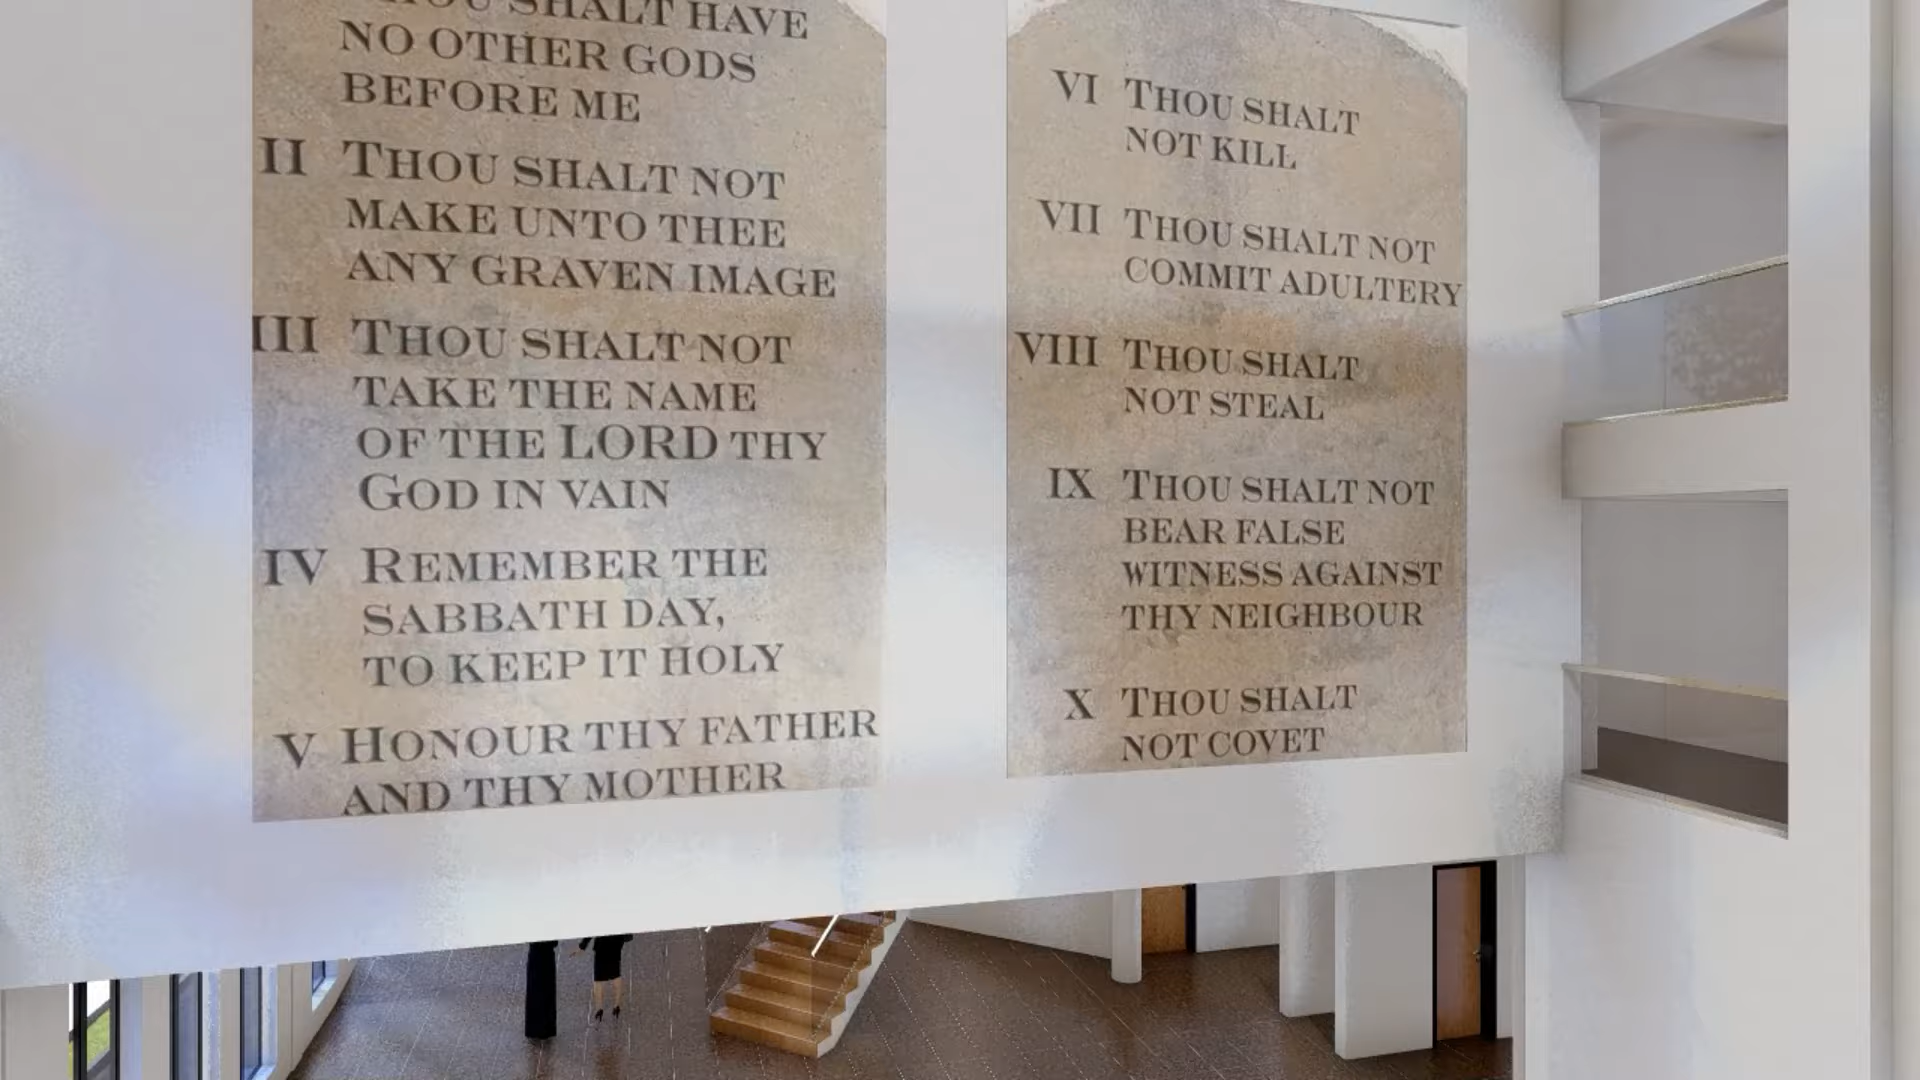 THOU SHALT HAVE
NO OTHER GODS
BEFORE ME
II THOU SHALT NOT
MAKE UNTO THEE
ANY GRAVEN IMAGE
III THOU SHALT NOT
TAKE THE NAME
OF THE LORD THY
GOD IN VAIN
IV REMEMBER THE
SABBATH DAY,
TO KEEP IT HOLY
V HONOUR THY FATHER
AND THY MOTHER
VI THOU SHALT
NOT KILL
VII THOU SHALT NOT
COMMIT ADULTERY
VIII THOU SHALT
NOT STEAL
IX THOU SHALT NOT
BEAR FALSE
WITNESS AGAINST
THY NEIGHBOUR
X THOU SHALT
NOT COVET